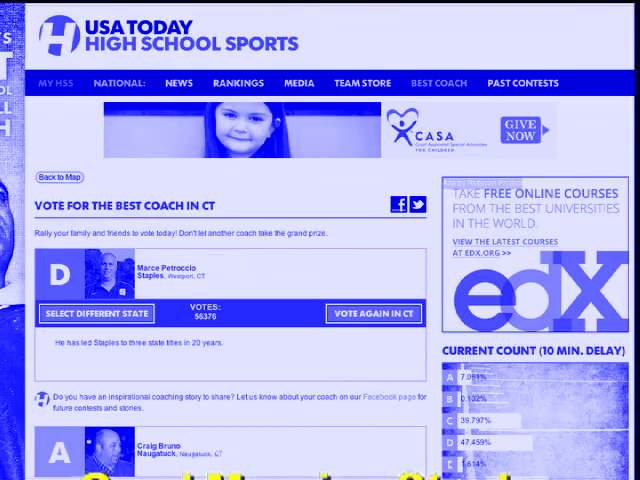 USA TODAY
HIGH SCHOOL SPORTS
MY HSS NATIONAL: NEWS RANKINGS MEDIA TEAM STORE BEST COACH PAST CONTESTS
CASA
Court Appointed Special Advocates
FOR CHILDREN
GIVE NOW
Back to Map
VOTE FOR THE BEST COACH IN CT
Rally your family and friends to vote today! Don't let another coach take the grand prize.
D
Marce Petroccio
Staples, Westport, CT
SELECT DIFFERENT STATE
VOTES:
56376
VOTE AGAIN IN CT
He has led Staples to three state titles in 20 years.
Do you have an inspirational coaching story to share? Let us know about your coach on our Facebook page for
future contests and stories.
A
Craig Bruno
Naugatuck, Naugatuck, CT
TAKE FREE ONLINE COURSES
FROM THE BEST UNIVERSITIES
IN THE WORLD.
VIEW THE LATEST COURSES
AT EDX.ORG >>
edX
CURRENT COUNT (10 MIN. DELAY)
A 7.081%
B 0.102%
C 39.797%
D 47.459%